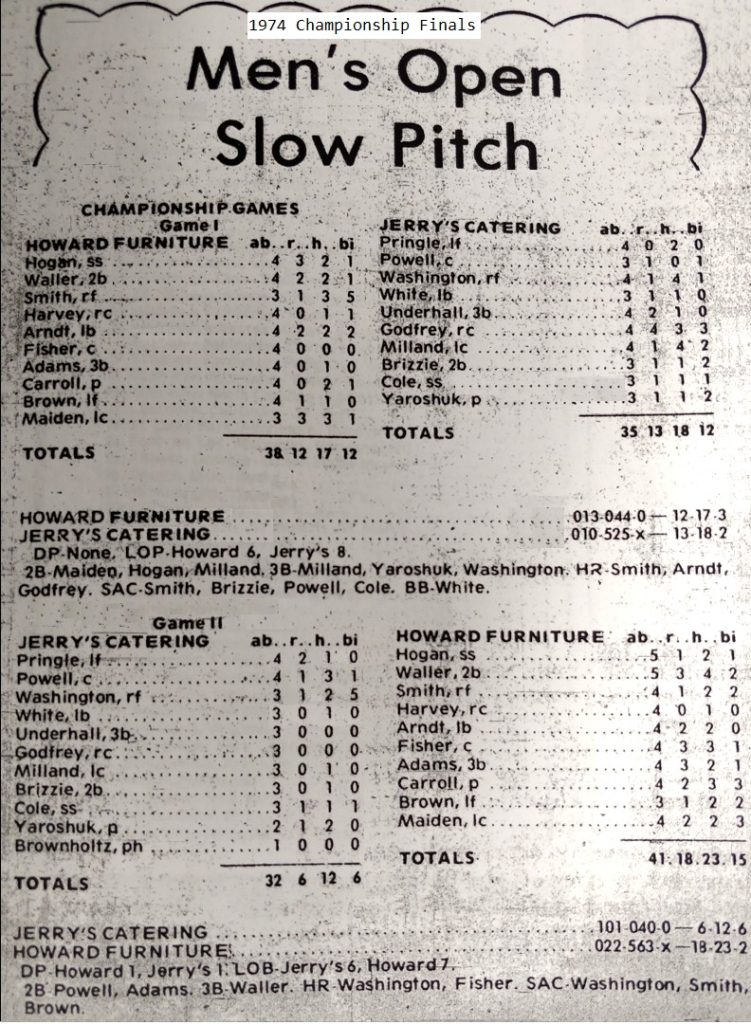 1974 Championship Finals
Men's Open
Slow Pitch
CHAMPIONSHIP GAMES
Game I
HOWARD FURNITURE ab..r..h..bi
Hogan, ss 4 3 2 1
Waller, 2b 4 2 2 1
Smith, rf 3 1 3 5
Harvey, rc 4 0 1 1
Arndt, lb 4 2 2 2
Fisher, c 4 0 0 0
Adams, 3b 4 0 1 0
Carroll, p 4 0 2 1
Brown, lf 4 1 1 0
Maiden, lc 3 3 3 1
TOTALS 38 12 17 12
JERRY'S CATERING ab..r..h..bi
Pringle, lf 4 0 2 0
Powell, c 3 1 0 1
Washington, rf 4 1 4 1
White, lb 3 1 1 0
Underhall, 3b 4 2 1 0
Godfrey, rc 4 4 3 3
Milland, lc 4 1 4 2
Brizzie, 2b 3 1 1 2
Cole, ss 3 1 1 1
Yaroshuk, p 3 1 1 2
TOTALS 35 13 18 12
HOWARD FURNITURE 013-044-0 — 12-17-3
JERRY'S CATERING 010-525-x — 13-18-2
DP-None, LOP-Howard 6, Jerry's 8.
2B-Maiden, Hogan, Milland. 3B-Milland, Yaroshuk, Washington. HR-Smith, Arndt,
Godfrey. SAC-Smith, Brizzie, Powell, Cole. BB-White.
Game II
JERRY'S CATERING ab..r..h..bi
Pringle, lf 4 2 1 0
Powell, c 4 1 3 1
Washington, rf 3 1 2 5
White, lb 3 0 1 0
Underhall, 3b 3 0 0 0
Godfrey, rc 3 0 0 0
Milland, lc 3 0 1 0
Brizzie, 2b 3 0 1 0
Cole, ss 3 1 1 1
Yaroshuk, p 2 1 2 0
Brownholtz, ph 1 0 0 0
TOTALS 32 6 12 6
HOWARD FURNITURE ab..r..h..bi
Hogan, ss 5 1 2 1
Waller, 2b 5 3 4 2
Smith, rf 4 1 2 2
Harvey, rc 4 0 1 0
Arndt, lb 4 2 2 0
Fisher, c 4 3 3 1
Adams, 3b 4 3 2 1
Carroll, p 4 2 3 3
Brown, lf 3 1 2 2
Maiden, lc 4 2 2 3
TOTALS 41 18 23 15
JERRY'S CATERING 101-040-0 — 6-12-6
HOWARD FURNITURE 022-563-x —18-23-2
DP-Howard 1, Jerry's 1. LOB-Jerry's 6, Howard 7.
2B Powell, Adams. 3B-Waller. HR-Washington, Fisher. SAC-Washington, Smith,
Brown.